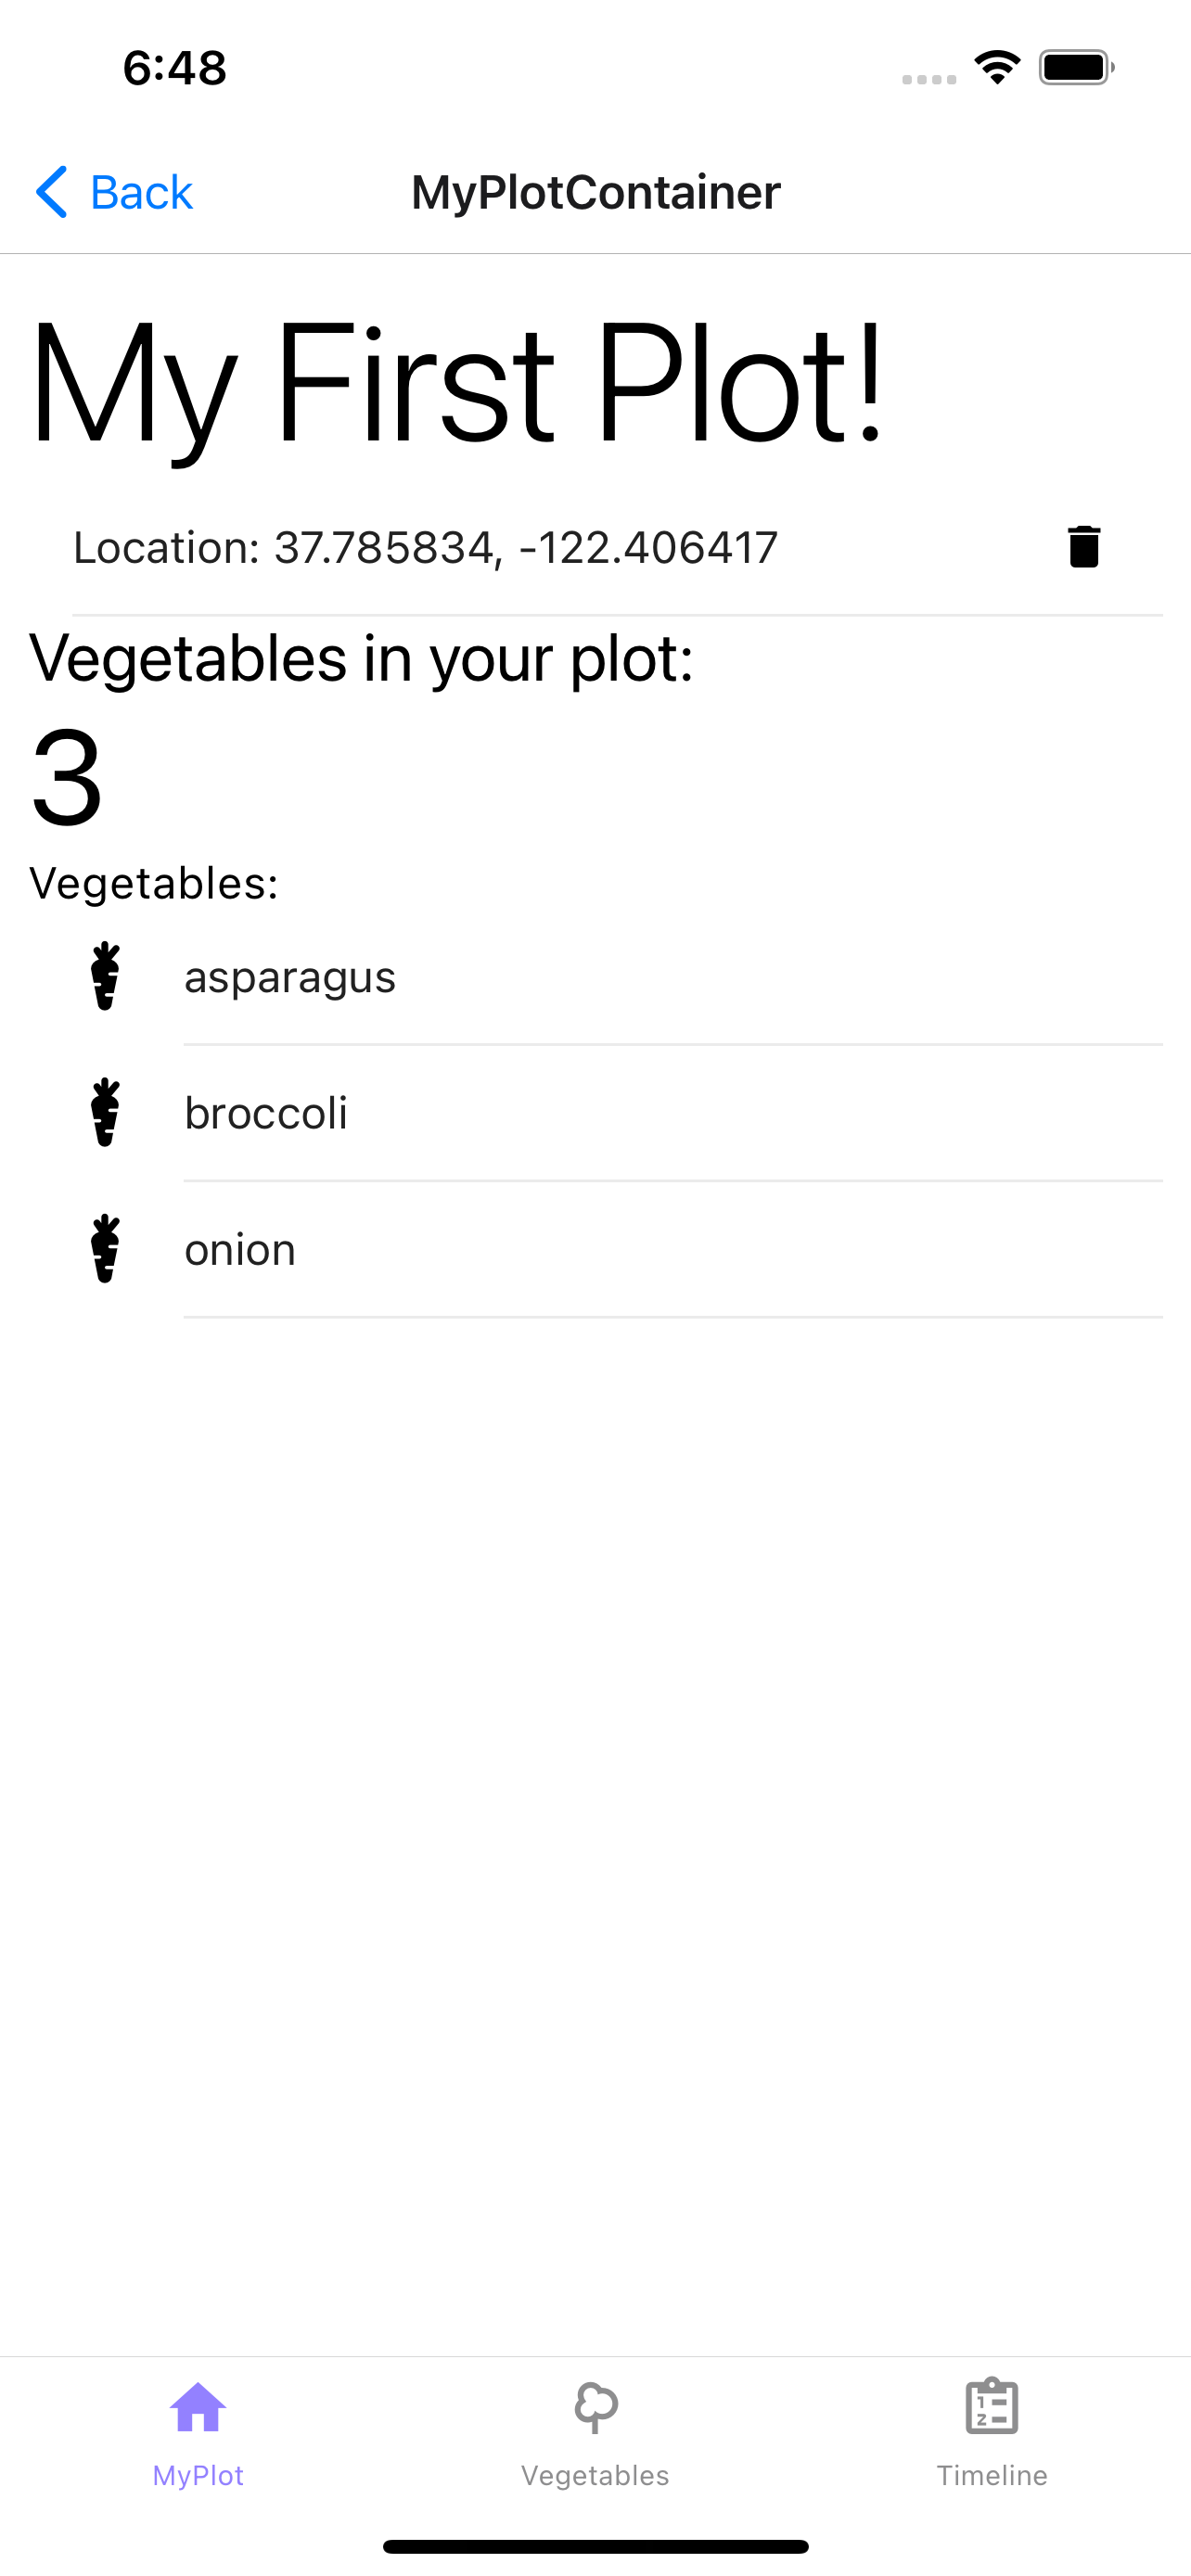 6:48
Back
MyPlotContainer
My First Plot!
Location: 37.785834, -122.406417
Vegetables in your plot:
3
Vegetables:
asparagus
broccoli
onion
MyPlot
Vegetables
Timeline